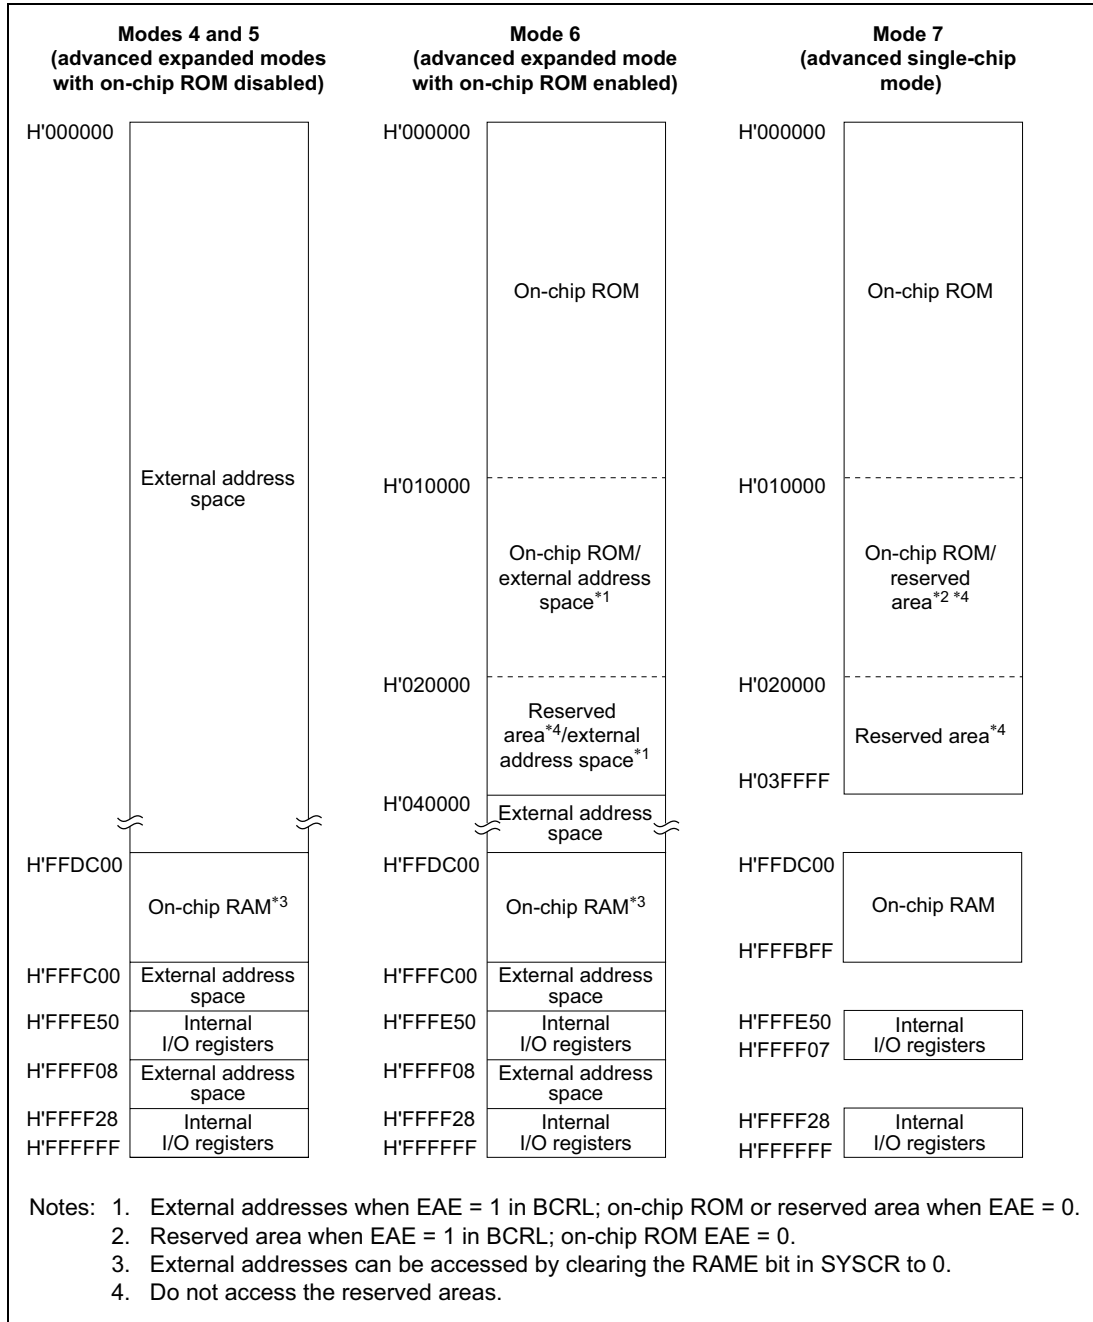 Modes 4 and 5
(advanced expanded modes
with on-chip ROM disabled)
H'000000
External address
space
H'FFDC00
On-chip RAM*3
H'FFFC00
External address
space
H'FFFE50
Internal
I/O registers
H'FFFF08
External address
space
H'FFFF28
Internal
I/O registers
H'FFFFFF
Mode 6
(advanced expanded mode
with on-chip ROM enabled)
H'000000
On-chip ROM
H'010000
On-chip ROM/
external address
space*1
H'020000
Reserved
area*4/external
address space*1
H'040000
External address
space
H'FFDC00
On-chip RAM*3
H'FFFC00
External address
space
H'FFFE50
Internal
I/O registers
H'FFFF08
External address
space
H'FFFF28
Internal
I/O registers
H'FFFFFF
Mode 7
(advanced single-chip
mode)
H'000000
On-chip ROM
H'010000
On-chip ROM/
reserved
area*2 *4
H'020000
Reserved area*4
H'03FFFF
H'FFDC00
On-chip RAM
H'FFFBFF
H'FFFE50
Internal
I/O registers
H'FFFF07
H'FFFF28
Internal
I/O registers
H'FFFFFF
Notes: 1. External addresses when EAE = 1 in BCRL; on-chip ROM or reserved area when EAE = 0.
2. Reserved area when EAE = 1 in BCRL; on-chip ROM EAE = 0.
3. External addresses can be accessed by clearing the RAME bit in SYSCR to 0.
4. Do not access the reserved areas.